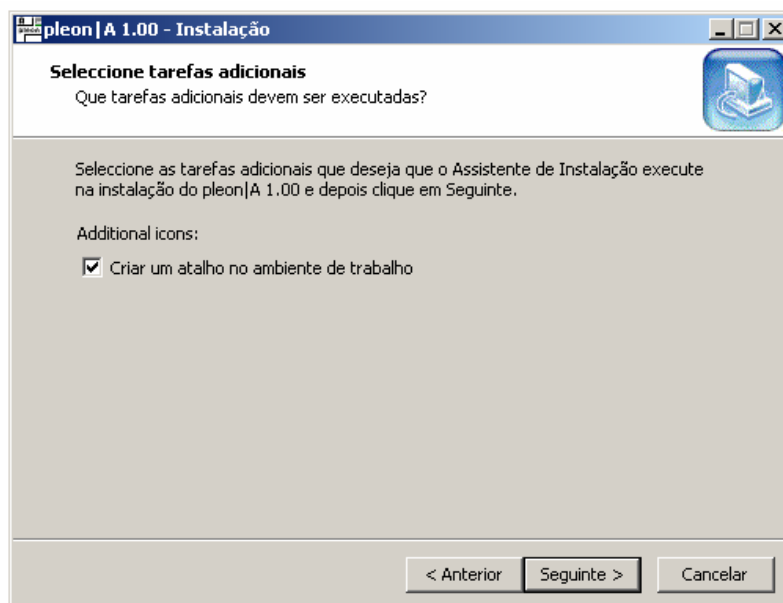 pleon|A 1.00 - Instalação
Seleccione tarefas adicionais
Que tarefas adicionais devem ser executadas?
Seleccione as tarefas adicionais que deseja que o Assistente de Instalação execute
na instalação do pleon|A 1.00 e depois clique em Seguinte.
Additional icons:
Criar um atalho no ambiente de trabalho
< Anterior
Seguinte >
Cancelar